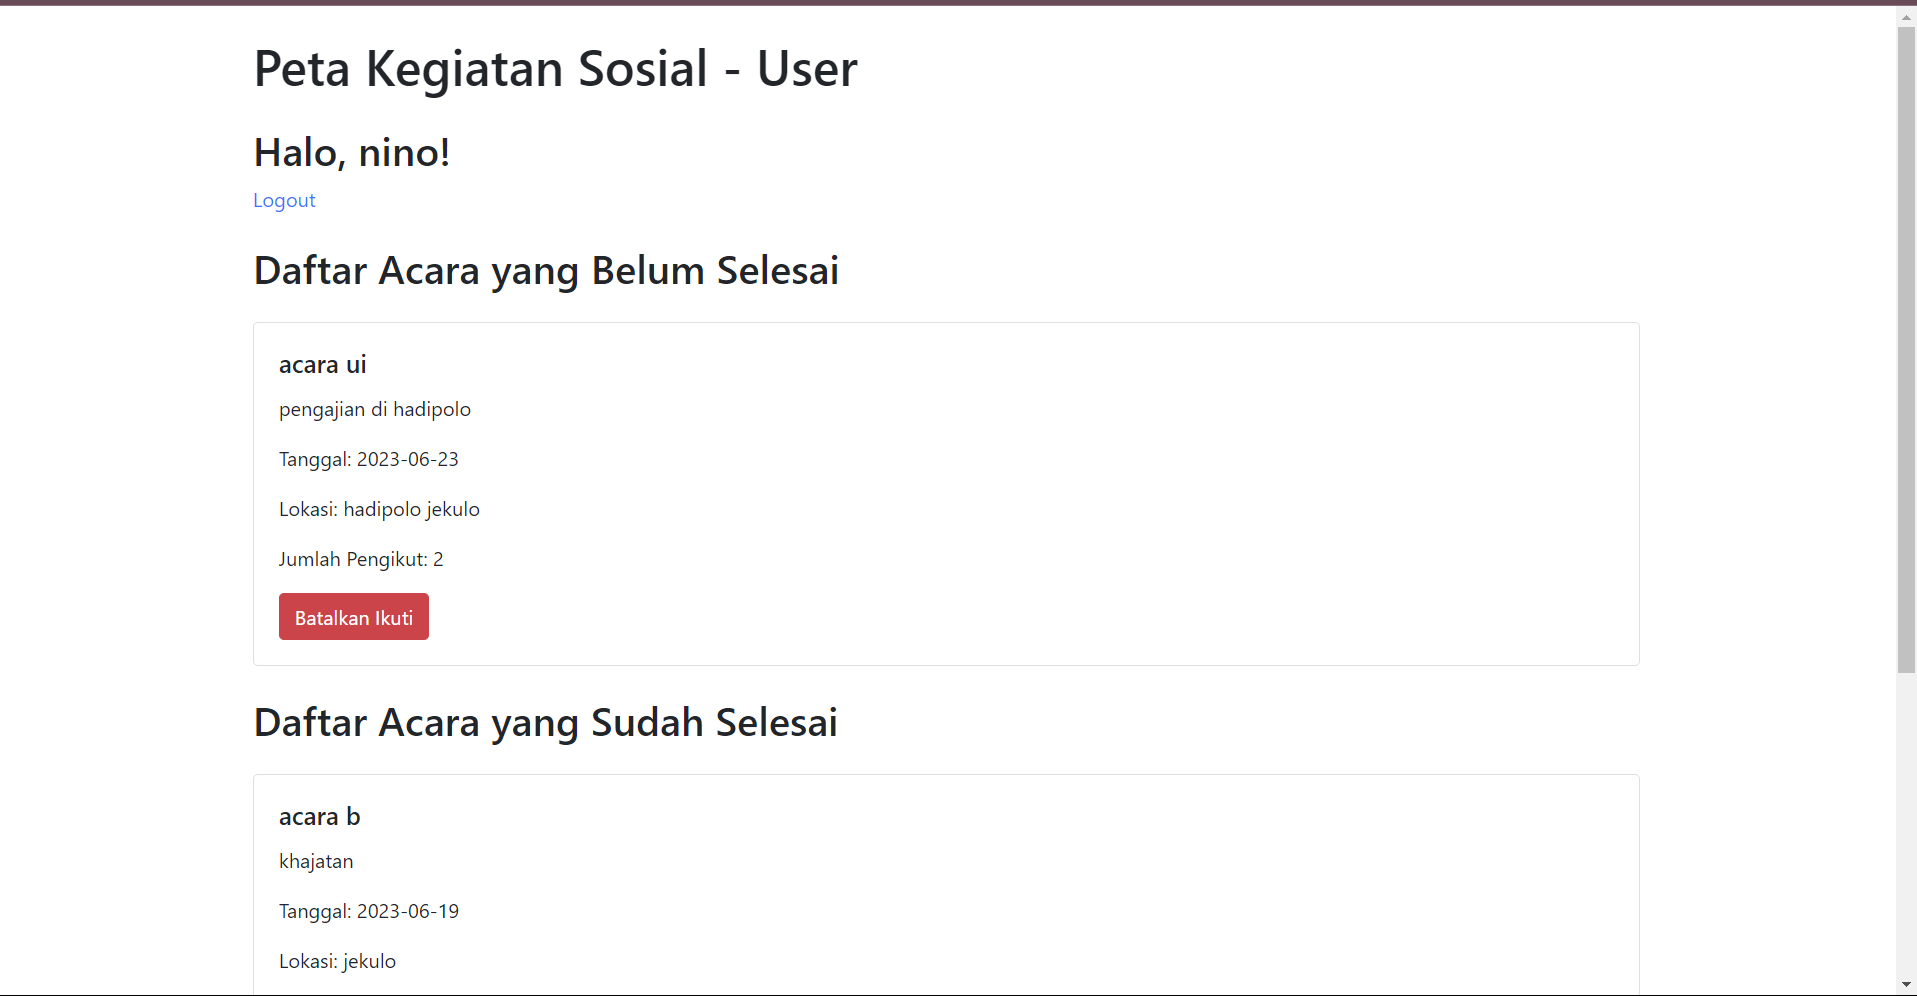 Peta Kegiatan Sosial - User
Halo, nino!
Logout
Daftar Acara yang Belum Selesai
acara ui
pengajian di hadipolo
Tanggal: 2023-06-23
Lokasi: hadipolo jekulo
Jumlah Pengikut: 2
Batalkan Ikuti
Daftar Acara yang Sudah Selesai
acara b
khajatan
Tanggal: 2023-06-19
Lokasi: jekulo